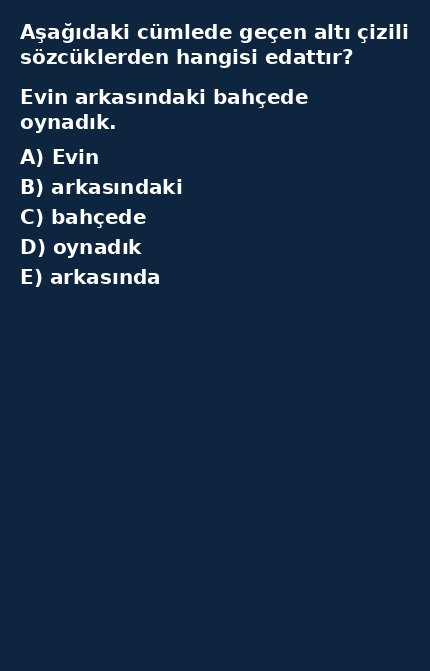 Aşağıdaki cümlede geçen altı çizili
sözcüklerden hangisi edattır?
Evin arkasındaki bahçede
oynadık.
A) Evin
B) arkasındaki
C) bahçede
D) oynadık
E) arkasında